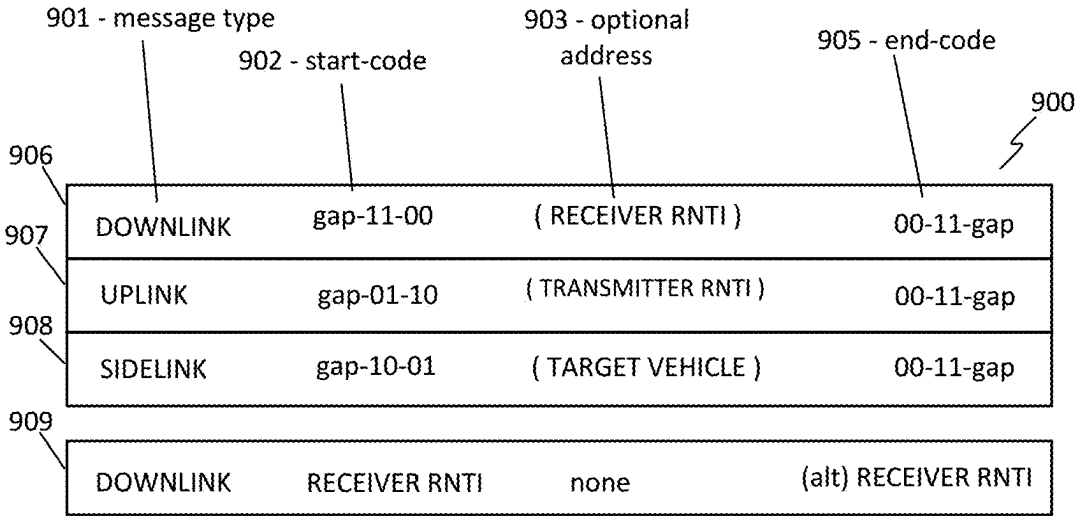 901 - message type
902 - start-code
903 - optional
address
905 - end-code
900
906
DOWNLINK gap-11-00 ( RECEIVER RNTI ) 00-11-gap
907
UPLINK gap-01-10 ( TRANSMITTER RNTI ) 00-11-gap
908
SIDELINK gap-10-01 ( TARGET VEHICLE ) 00-11-gap
909
DOWNLINK RECEIVER RNTI none (alt) RECEIVER RNTI